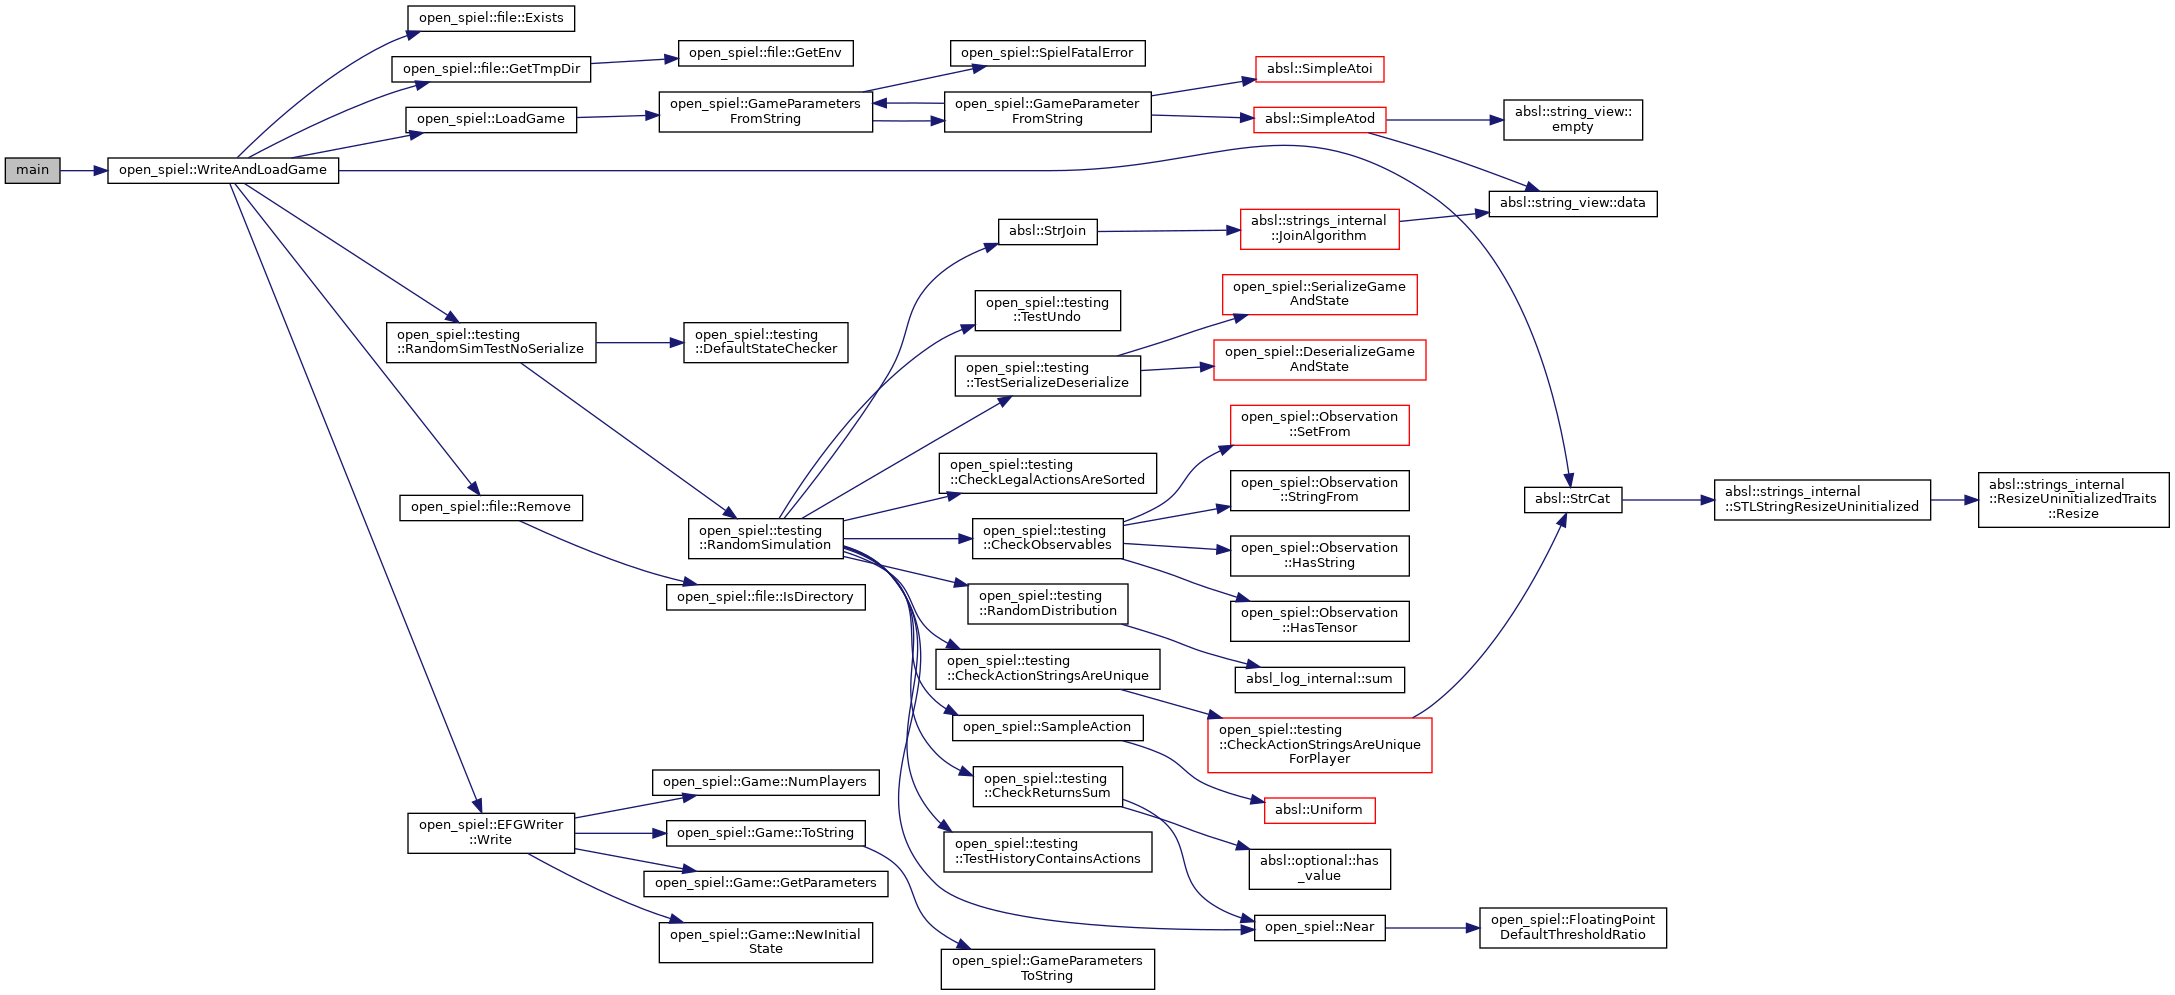 main
open_spiel::WriteAndLoadGame
open_spiel::file::Exists
open_spiel::file::GetTmpDir
open_spiel::LoadGame
open_spiel::testing
::RandomSimTestNoSerialize
open_spiel::file::Remove
open_spiel::EFGWriter
::Write
open_spiel::file::GetEnv
open_spiel::GameParameters
FromString
open_spiel::testing
::DefaultStateChecker
open_spiel::testing
::RandomSimulation
open_spiel::file::IsDirectory
open_spiel::Game::NumPlayers
open_spiel::Game::ToString
open_spiel::Game::GetParameters
open_spiel::Game::NewInitial
State
open_spiel::SpielFatalError
open_spiel::GameParameter
FromString
absl::StrJoin
open_spiel::testing
::TestUndo
open_spiel::testing
::TestSerializeDeserialize
open_spiel::testing
::CheckLegalActionsAreSorted
open_spiel::testing
::CheckObservables
open_spiel::testing
::RandomDistribution
open_spiel::testing
::CheckActionStringsAreUnique
open_spiel::SampleAction
open_spiel::testing
::CheckReturnsSum
open_spiel::testing
::TestHistoryContainsActions
open_spiel::GameParameters
ToString
absl::SimpleAtoi
absl::SimpleAtod
absl::strings_internal
::JoinAlgorithm
open_spiel::SerializeGame
AndState
open_spiel::DeserializeGame
AndState
open_spiel::Observation
::SetFrom
open_spiel::Observation
::StringFrom
open_spiel::Observation
::HasString
open_spiel::Observation
::HasTensor
absl_log_internal::sum
open_spiel::testing
::CheckActionStringsAreUnique
ForPlayer
absl::Uniform
absl::optional::has
_value
open_spiel::Near
absl::string_view::
empty
absl::string_view::data
absl::StrCat
open_spiel::FloatingPoint
DefaultThresholdRatio
absl::strings_internal
::STLStringResizeUninitialized
absl::strings_internal
::ResizeUninitializedTraits
::Resize